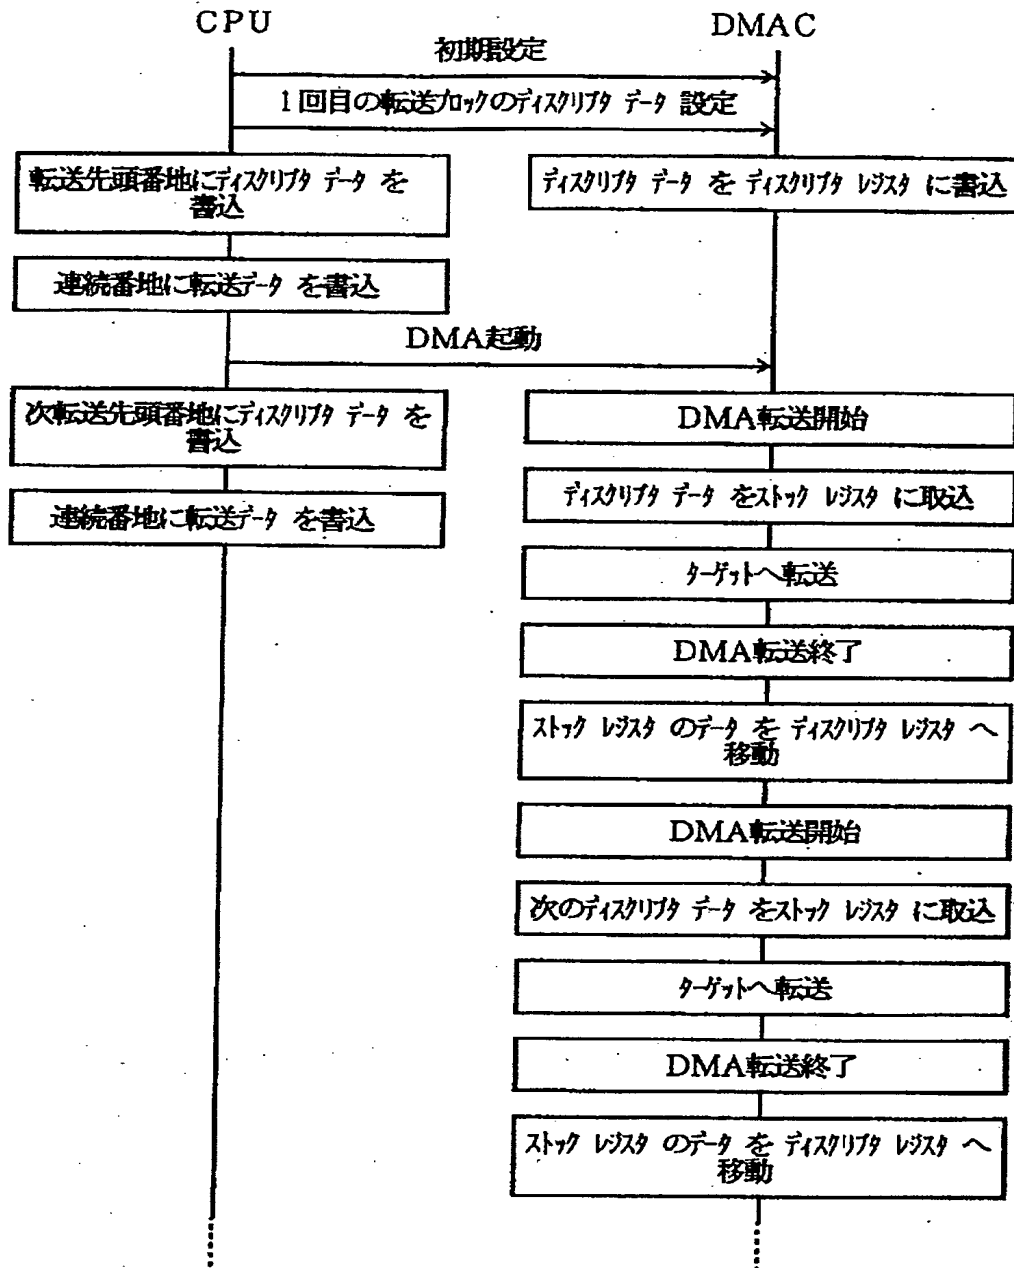 CPU
DMAC
初期設定
1回目の転送ブロックのディスクリプタ データ 設定
転送先頭番地にディスクリプタ データ を
書込
ディスクリプタ データ を ディスクリプタ レジスタ に書込
連続番地に転送データ を書込
DMA起動
次転送先頭番地にディスクリプタ データ を
書込
DMA転送開始
連続番地に転送データ を書込
ディスクリプタ データ をストック レジスタ に取込
ターゲットへ転送
DMA転送終了
ストック レジスタ のデータ を ディスクリプタ レジスタ へ
移動
DMA転送開始
次のディスクリプタ データ をストック レジスタ に取込
ターゲットへ転送
DMA転送終了
ストック レジスタ のデータ を ディスクリプタ レジスタ へ
移動